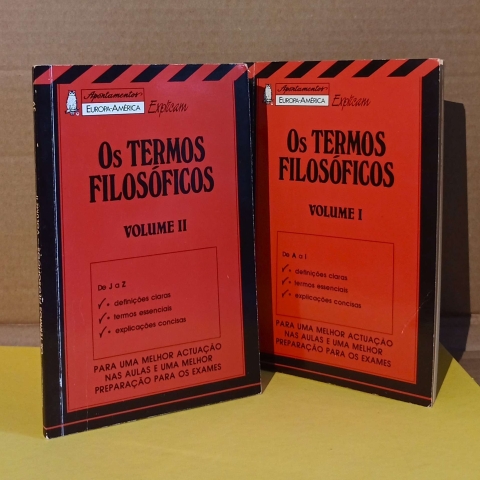 Apontamentos
EUROPA-AMÉRICA Explicam
OS TERMOS
FILOSÓFICOS
VOLUME II
De J a Z
definições claras
termos essenciais
explicações concisas
PARA UMA MELHOR ACTUAÇÃO
NAS AULAS E UMA MELHOR
PREPARAÇÃO PARA OS EXAMES
Apontamentos
EUROPA-AMÉRICA Explicam
OS TERMOS
FILOSÓFICOS
VOLUME I
De A a I
definições claras
termos essenciais
explicações concisas
PARA UMA MELHOR ACTUAÇÃO
NAS AULAS E UMA MELHOR
PREPARAÇÃO PARA OS EXAMES